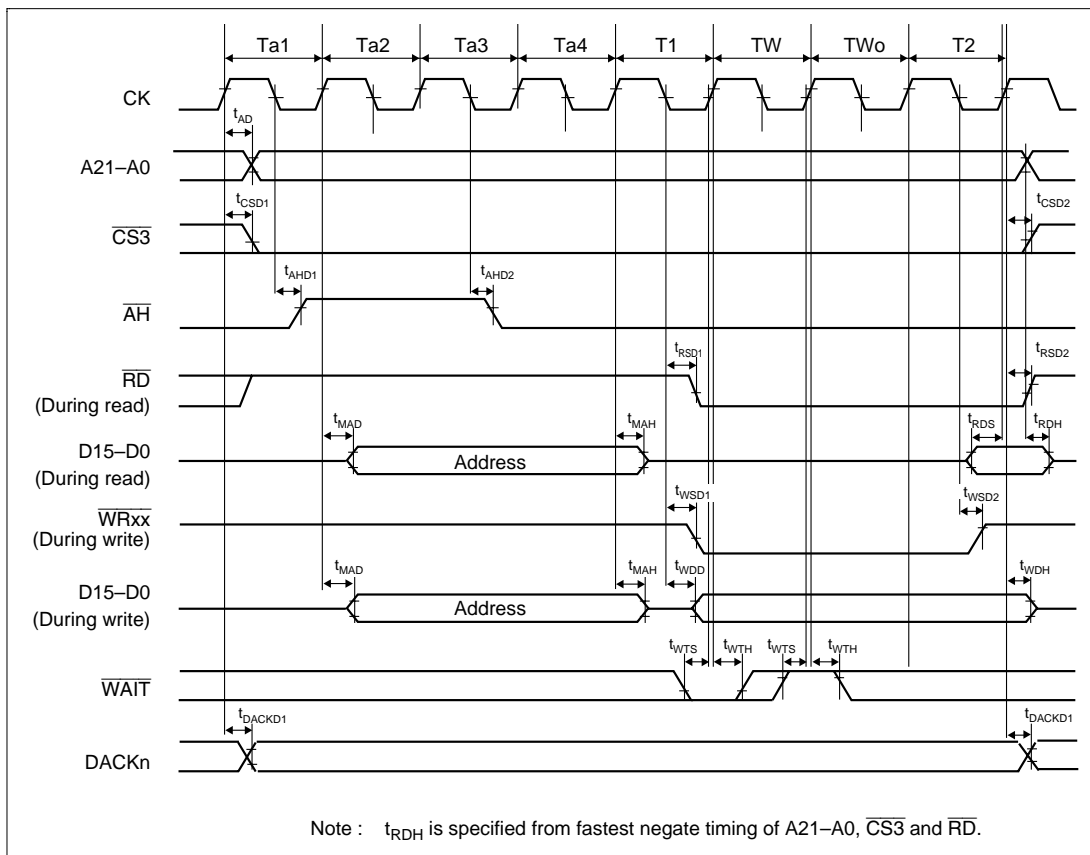 Ta1 Ta2 Ta3 Ta4 T1 TW TWo T2
CK
tAD
A21–A0
tCSD1 tCSD2
CS3
tAHD1 tAHD2
AH
tRSD1 tRSD2
RD
(During read)
tMAD tMAH tRDS tRDH
D15–D0
Address
(During read)
tWSD1 tWSD2
WRxx
(During write)
tMAD tMAH tWDD tWDH
D15–D0
Address
(During write)
tWTS tWTH tWTS tWTH
WAIT
tDACKD1 tDACKD1
DACKn
Note : tRDH is specified from fastest negate timing of A21–A0, CS3 and RD.